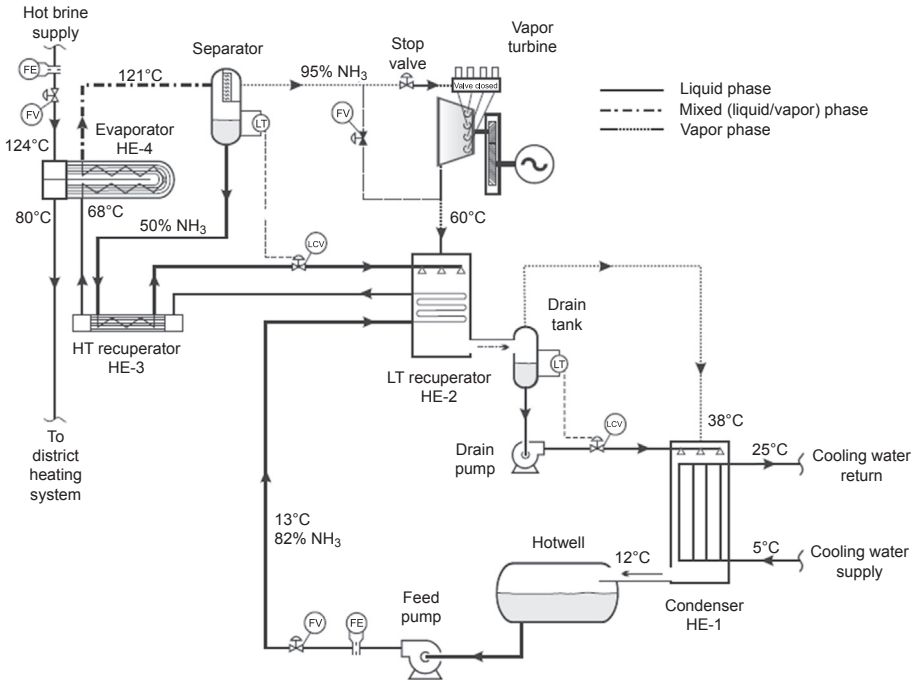 Hot brine
supply
FE
FV
124°C
121°C
Separator
95% NH3
Stop
valve
Vapor
turbine
Valve closed
Liquid phase
Mixed (liquid/vapor) phase
Vapor phase
Evaporator
HE-4
LT
FV
80°C
68°C
50% NH3
60°C
LCV
HT recuperator
HE-3
LT recuperator
HE-2
Drain
tank
LT
To
district
heating
system
Drain
pump
LCV
38°C
25°C
Cooling water
return
13°C
82% NH3
Hotwell
12°C
5°C
Cooling water
supply
Condenser
HE-1
Feed
pump
FV
FE